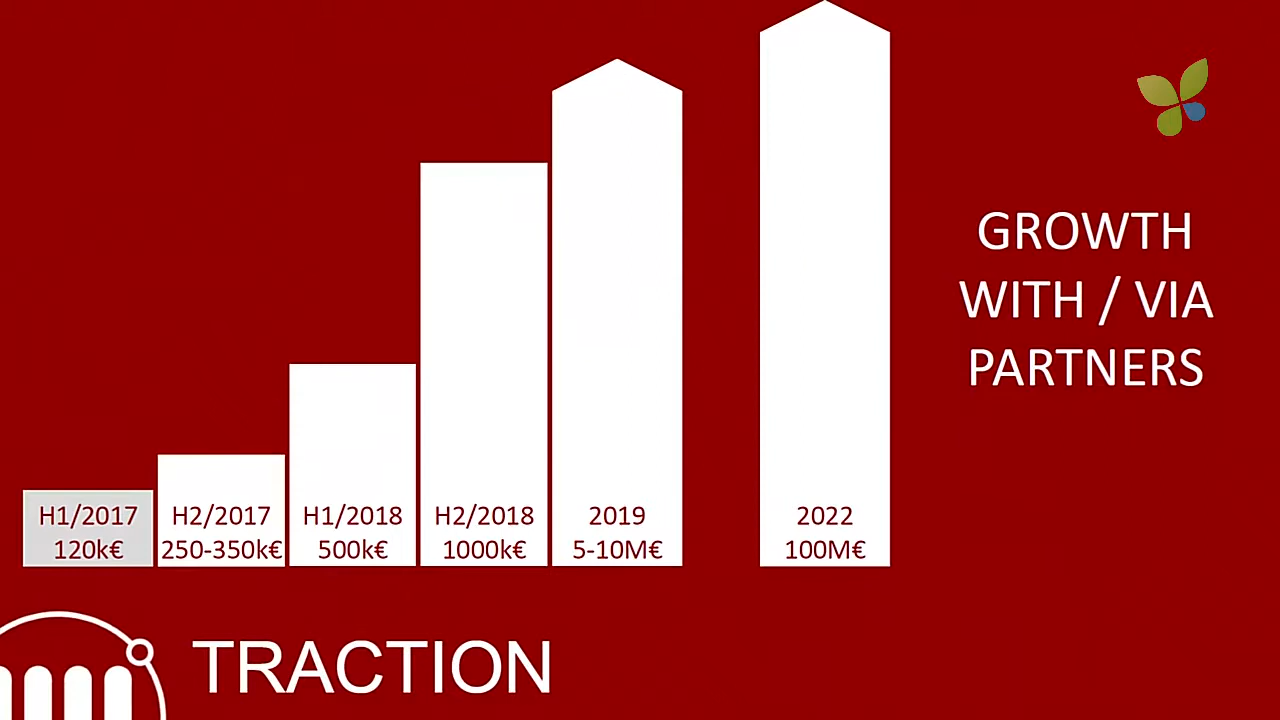 GROWTH
WITH / VIA
PARTNERS
H1/2017
120k€
H2/2017
250-350k€
H1/2018
500k€
H2/2018
1000k€
2019
5-10M€
2022
100M€
TRACTION